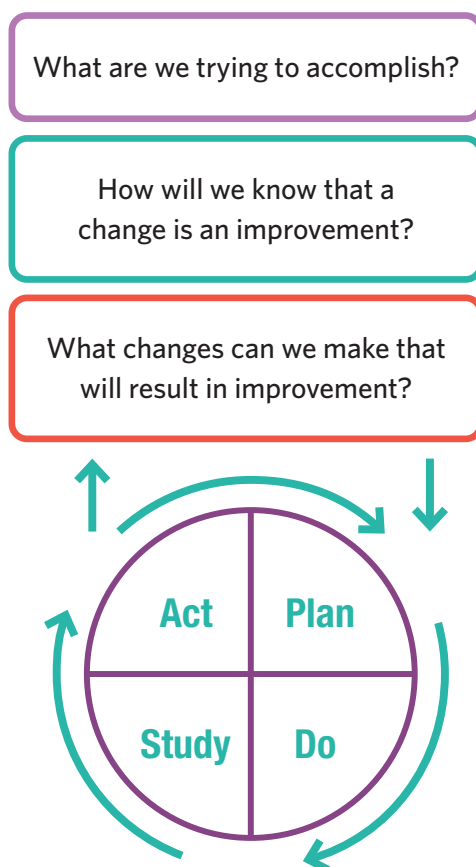 What are we trying to accomplish?
How will we know that a
change is an improvement?
What changes can we make that
will result in improvement?
Act
Plan
Study
Do